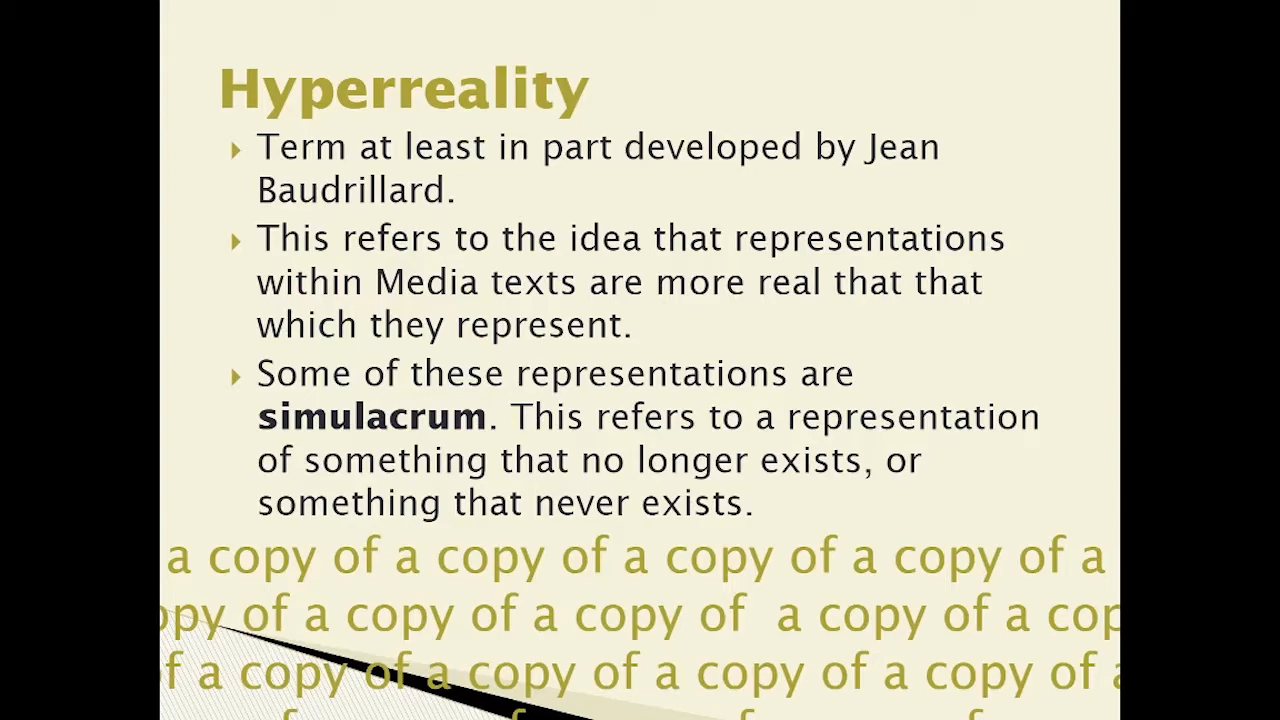 Hyperreality
Term at least in part developed by Jean
Baudrillard.
This refers to the idea that representations
within Media texts are more real that that
which they represent.
Some of these representations are
simulacrum. This refers to a representation
of something that no longer exists, or
something that never exists.
a copy of a copy of a copy of a copy of a
opy of a copy of a copy of a copy of a cop
of a copy of a copy of a copy of a copy of a